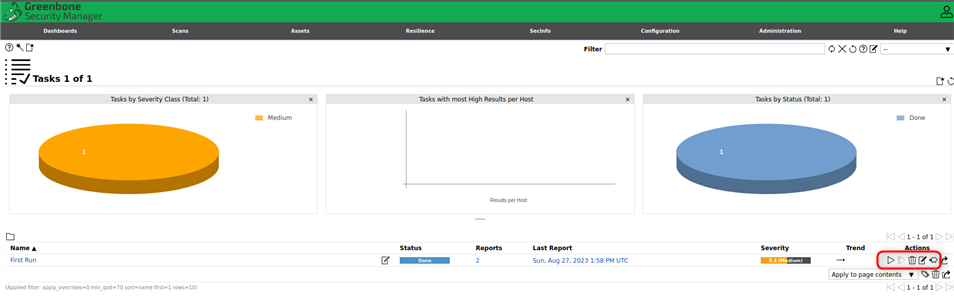 Greenbone
Security Manager
Dashboards Scans Assets Resilience SecInfo Configuration Administration Help
Filter --
Tasks 1 of 1
Tasks by Severity Class (Total: 1) × Tasks with most High Results per Host × Tasks by Status (Total: 1) ×
Medium Done
1 1
Results per Host
1 - 1 of 1
Name ▲ Status Reports Last Report Severity Trend Actions
First Run Done 2 Sun, Aug 27, 2023 1:58 PM UTC 5.3 (Medium)
Apply to page contents ▼
(Applied filter: apply_overrides=0 min_qod=70 sort=name first=1 rows=10) 1 - 1 of 1